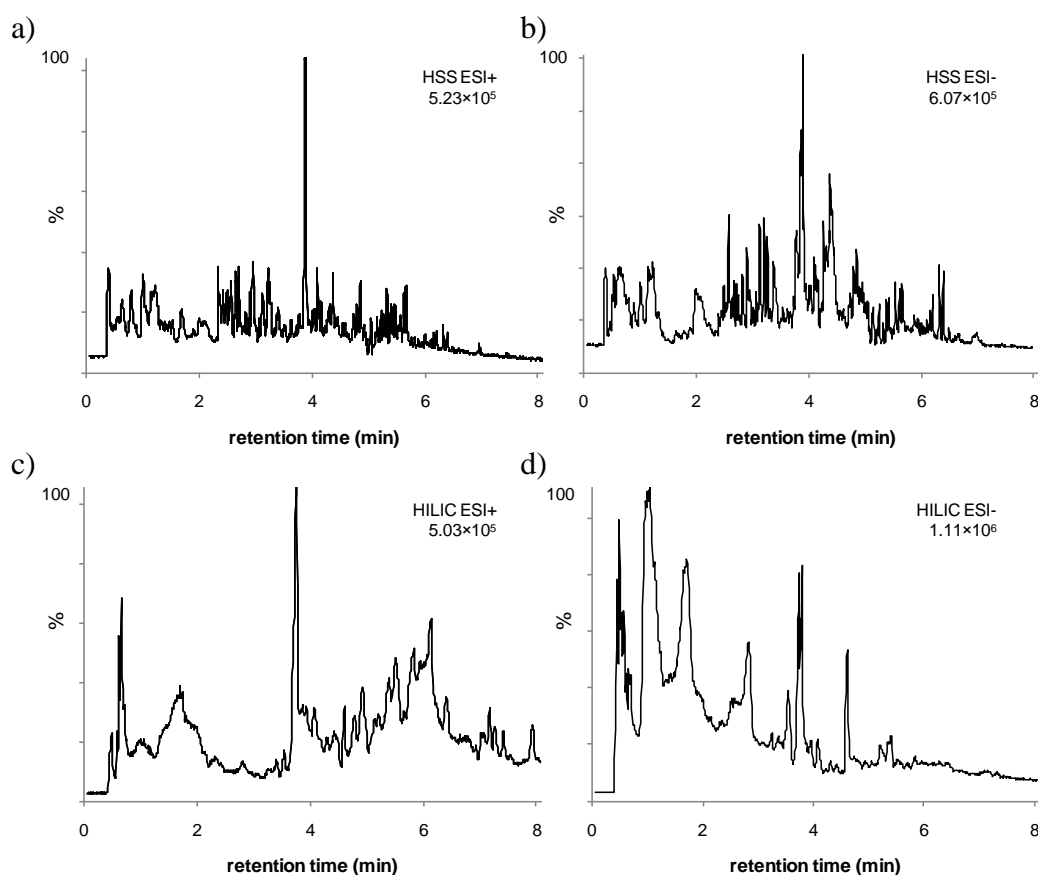 a)
100
HSS ESI+
5.23×10⁵
%
0 2 4 6 8
retention time (min)
b)
100
HSS ESI-
6.07×10⁵
%
0 2 4 6 8
retention time (min)
c)
100
HILIC ESI+
5.03×10⁵
%
0 2 4 6 8
retention time (min)
d)
100
HILIC ESI-
1.11×10⁶
%
0 2 4 6 8
retention time (min)